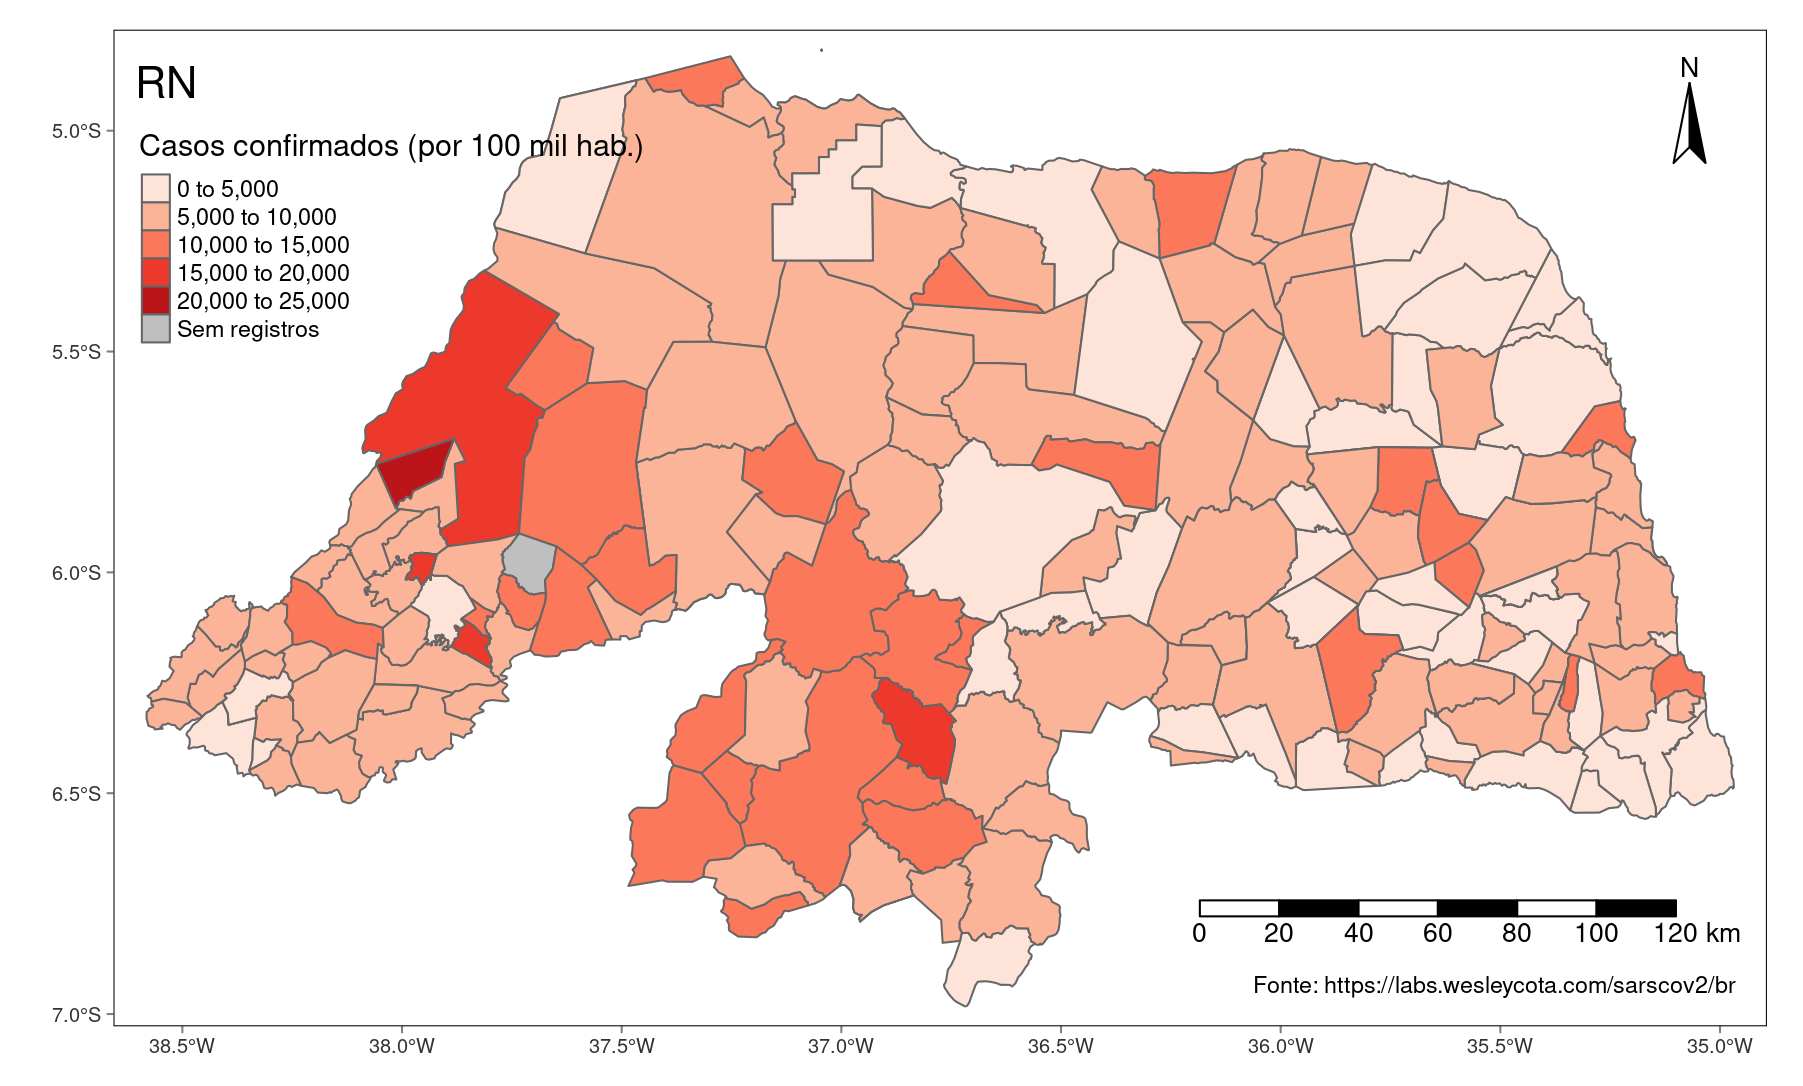 RN
N
Casos confirmados (por 100 mil hab.)
0 to 5,000
5,000 to 10,000
10,000 to 15,000
15,000 to 20,000
20,000 to 25,000
Sem registros
5.0°S
5.5°S
6.0°S
6.5°S
7.0°S
0 20 40 60 80 100 120 km
Fonte: https://labs.wesleycota.com/sarscov2/br
38.5°W 38.0°W 37.5°W 37.0°W 36.5°W 36.0°W 35.5°W 35.0°W